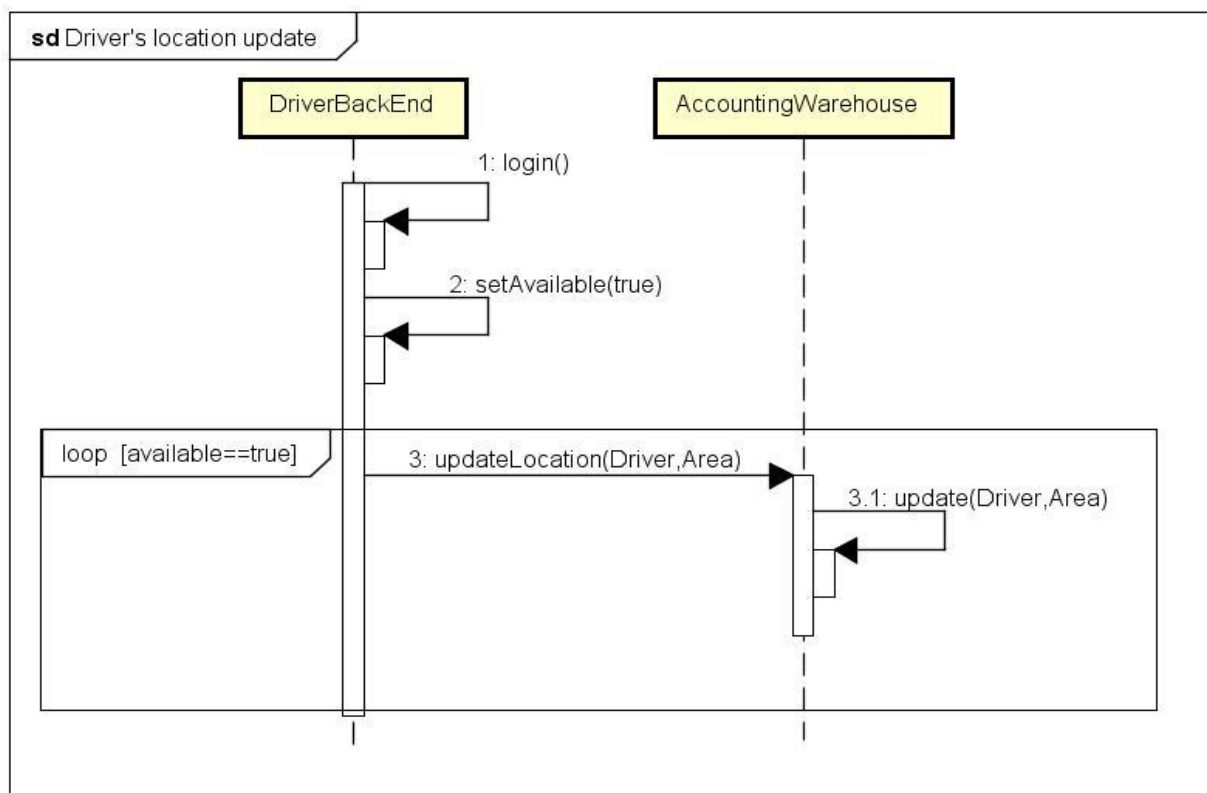 sd Driver's location update
DriverBackEnd
AccountingWarehouse
1: login()
2: setAvailable(true)
loop [available==true]
3: updateLocation(Driver,Area)
3.1: update(Driver,Area)